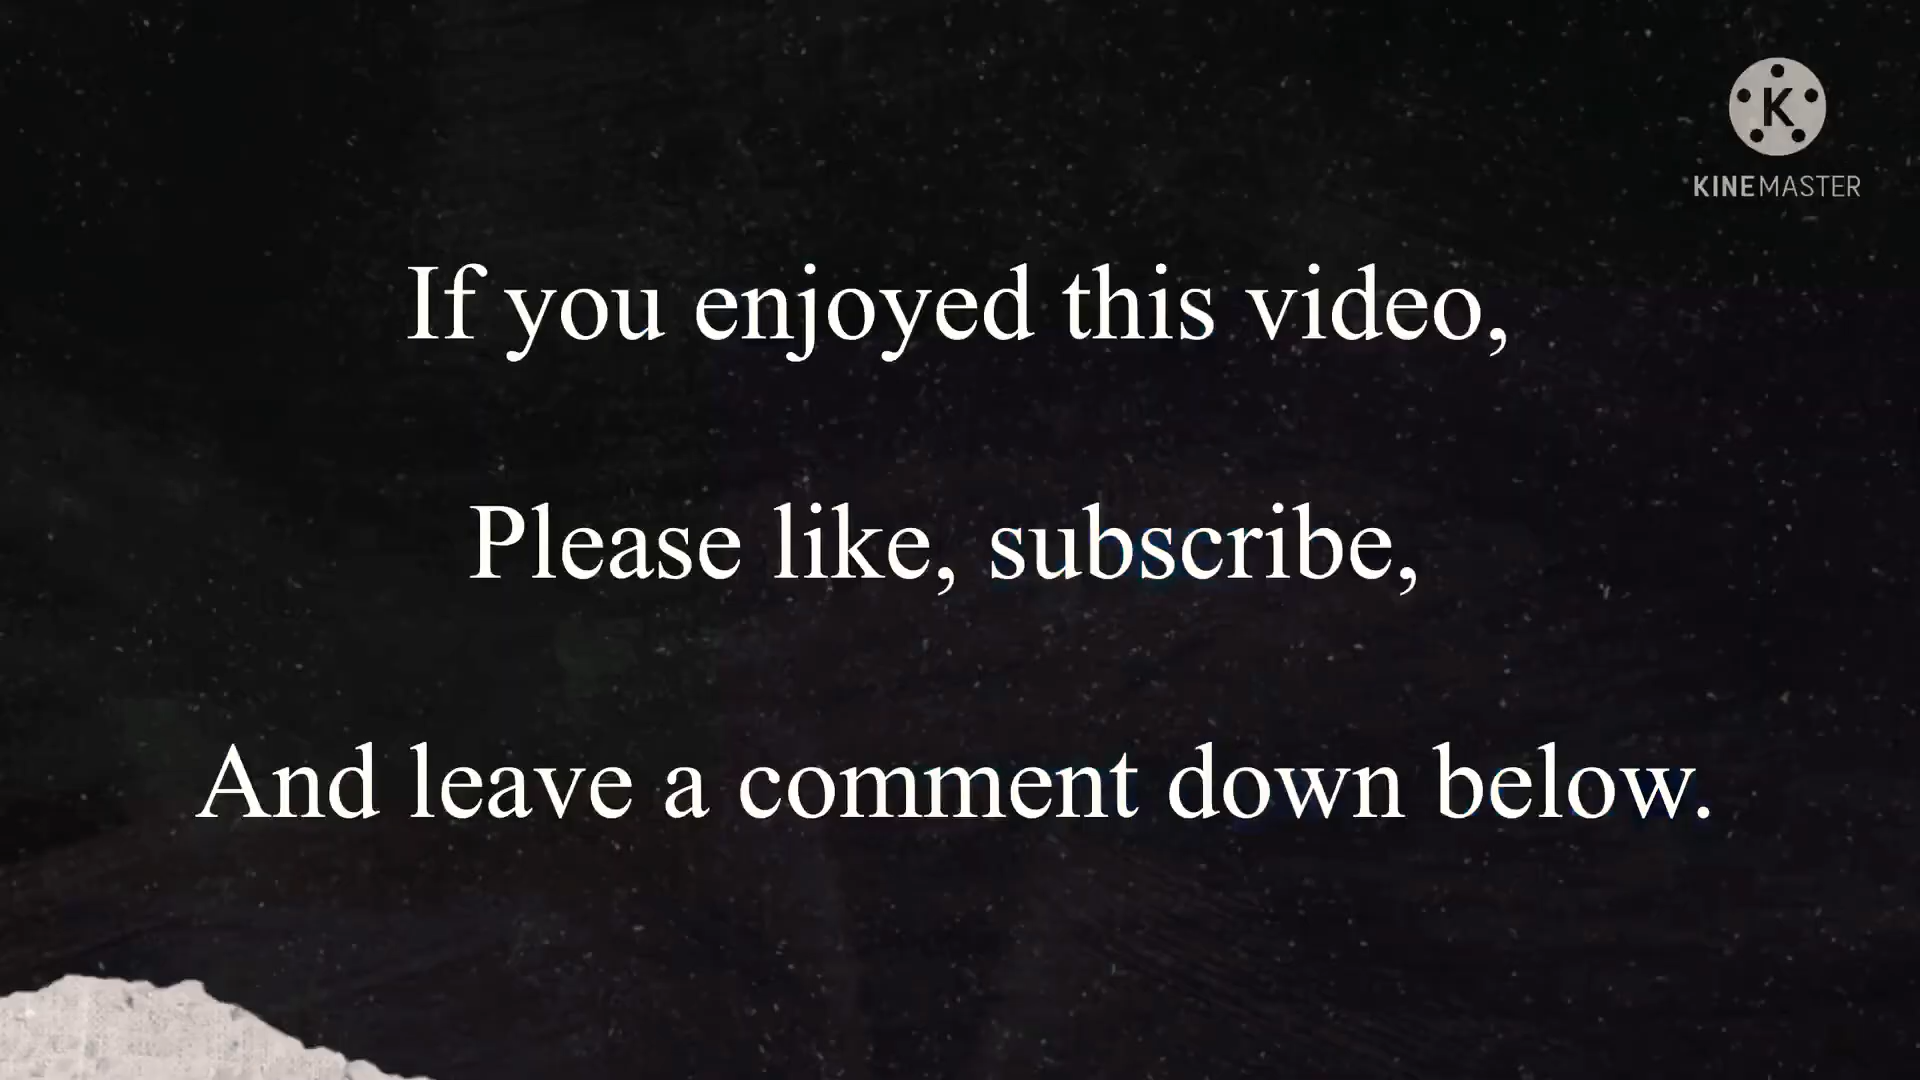 K
KINEMASTER
If you enjoyed this video,
Please like, subscribe,
And leave a comment down below.